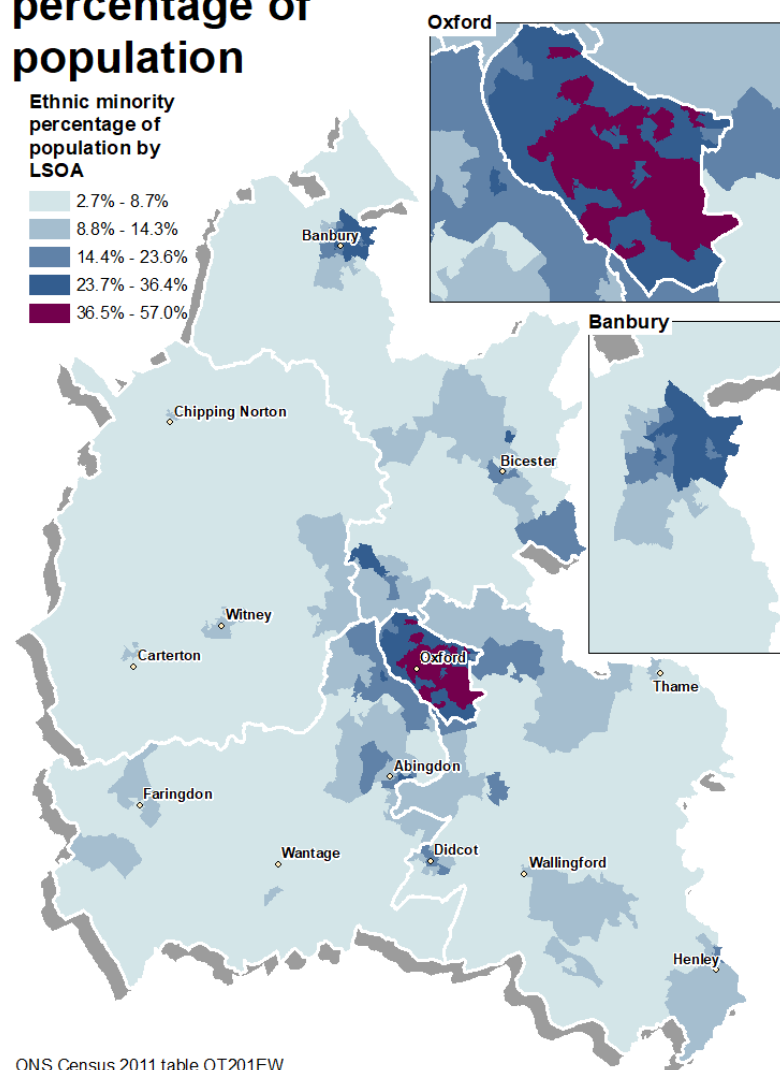 percentage of
population
Ethnic minority
percentage of
population by
LSOA
2.7% - 8.7%
8.8% - 14.3%
14.4% - 23.6%
23.7% - 36.4%
36.5% - 57.0%
Oxford
Banbury
Banbury
Chipping Norton
Bicester
Witney
Carterton
Oxford
Thame
Abingdon
Faringdon
Wantage
Didcot
Wallingford
Henley
ONS Census 2011 table QT201EW